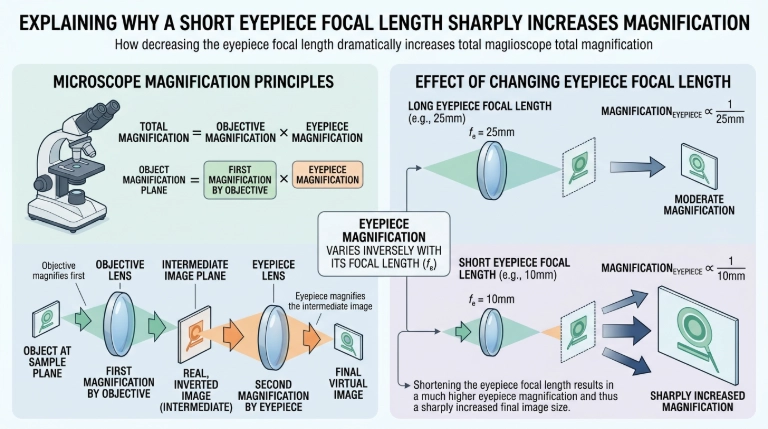 EXPLAINING WHY A SHORT EYEPIECE FOCAL LENGTH SHARPLY INCREASES MAGNIFICATION
How decreasing the eyepiece focal length dramatically increases total magiioscope total magnification
MICROSCOPE MAGNIFICATION PRINCIPLES
TOTAL MAGNIFICATION = OBJECTIVE MAGNIFICATION × EYEPIECE MAGNIFICATION
OBJECT MAGNIFICATION PLANE = FIRST MAGNIFICATION BY OBJECTIVE × EYEPIECE MAGNIFICATION
Objective magnifies first
OBJECTIVE LENS
INTERMEDIATE IMAGE PLANE
EYEPIECE LENS
Eyepiece magnifies the intermediate image
OBJECT AT SAMPLE PLANE
FIRST MAGNIFICATION BY OBJECTIVE
REAL, INVERTED IMAGE (INTERMEDIATE)
SECOND MAGNIFICATION BY EYEPIECE
FINAL VIRTUAL IMAGE
EYEPIECE MAGNIFICATION
VARIES INVERSELY WITH ITS FOCAL LENGTH (fₑ)
EFFECT OF CHANGING EYEPIECE FOCAL LENGTH
LONG EYEPIECE FOCAL LENGTH
(e.g., 25mm)
fₑ = 25mm
MAGNIFICATION EYEPIECE ∝ 1/25mm
MODERATE MAGNIFICATION
SHORT EYEPIECE FOCAL
LENGTH (e.g., 10mm)
fₑ = 10mm
MAGNIFICATION EYEPIECE ∝ 1/10mm
Shortening the eyepiece focal length results in
a much higher eyepiece magnification and thus
a sharply increased final image size.
SHARPLY INCREASED MAGNIFICATION